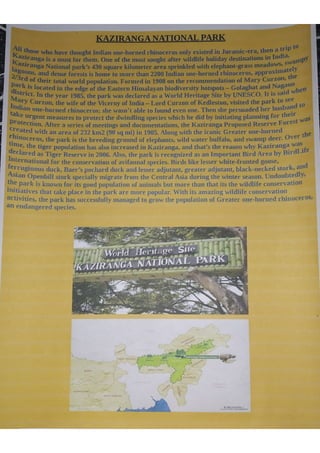 KAZIRANGA NATIONAL PARK
All those who have thought Indian one-horned rhinoceros only existed in Jurassic-era, then a trip to
Kaziranga is a must for them. One of the most sought after wildlife holiday destinations in India.
Kaziranga National park's 430 square kilometer area sprinkled with elephant-grass meadows, swampy
lagoons, and dense forests is home to more than 2200 Indian one-horned rhinoceros, approximately
2/3rd of their total world population. Formed in 1908 on the recommendation of Mary Curzon, the
park is located in the edge of the Eastern Himalayan biodiversity hotspots – Golaghat and Nagaon
district. In the year 1985, the park was declared as a World Heritage Site by UNESCO. It is said when
Mary Curzon, the wife of the Viceroy of India – Lord Curzon of Kedleston, visited the park to see
Indian one-horned rhinoceros; she wasn't able to found even one. Then she persuaded her husband to
take urgent measures to protect the dwindling species which he did by initiating planning for their
protection. After a series of meetings and documentations, the Kaziranga Proposed Reserve Forest was
created with an area of 232 km2 (90 sq mi) in 1905. Along with the iconic Greater one-horned
rhinoceros, the park is the breeding ground of elephants, wild water buffalo, and swamp deer. Over the
time, the tiger population has also increased in Kaziranga, and that's the reason why Kaziranga was
declared as Tiger Reserve in 2006. Also, the park is recognized as an Important Bird Area by BirdLife
International for the conservation of avifaunal species. Birds like lesser white-fronted goose,
ferruginous duck, Baer's pochard duck and lesser adjutant, greater adjutant, black-necked stork, and
Asian Openbill stork specially migrate from the Central Asia during the winter season. Undoubtedly,
the park is known for its good population of animals but more than that its the wildlife conservation
initiatives that take place in the park are more popular. With its amazing wildlife conservation
activities, the park has successfully managed to grow the population of Greater one-horned rhinoceros,
an endangered species.
World Heritage Site
KAZIRANGA NATIONAL PARK